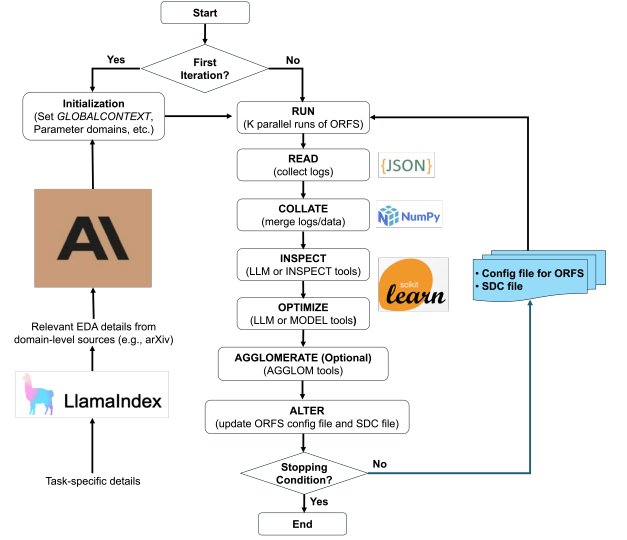 Start
Yes
First
Iteration?
No
Initialization
(Set GLOBALCONTEXT,
Parameter domains, etc.)
RUN
(K parallel runs of ORFS)
READ
(collect logs)
{JSON}
COLLATE
(merge logs/data)
NumPy
INSPECT
(LLM or INSPECT tools)
scikit
learn
• Config file for ORFS
• SDC file
AI
OPTIMIZE
(LLM or MODEL tools)
Relevant EDA details from
domain-level sources (e.g., arXiv)
AGGLOMERATE (Optional)
(AGGLOM tools)
LlamaIndex
ALTER
(update ORFS config file and SDC file)
Task-specific details
Stopping
Condition?
No
Yes
End